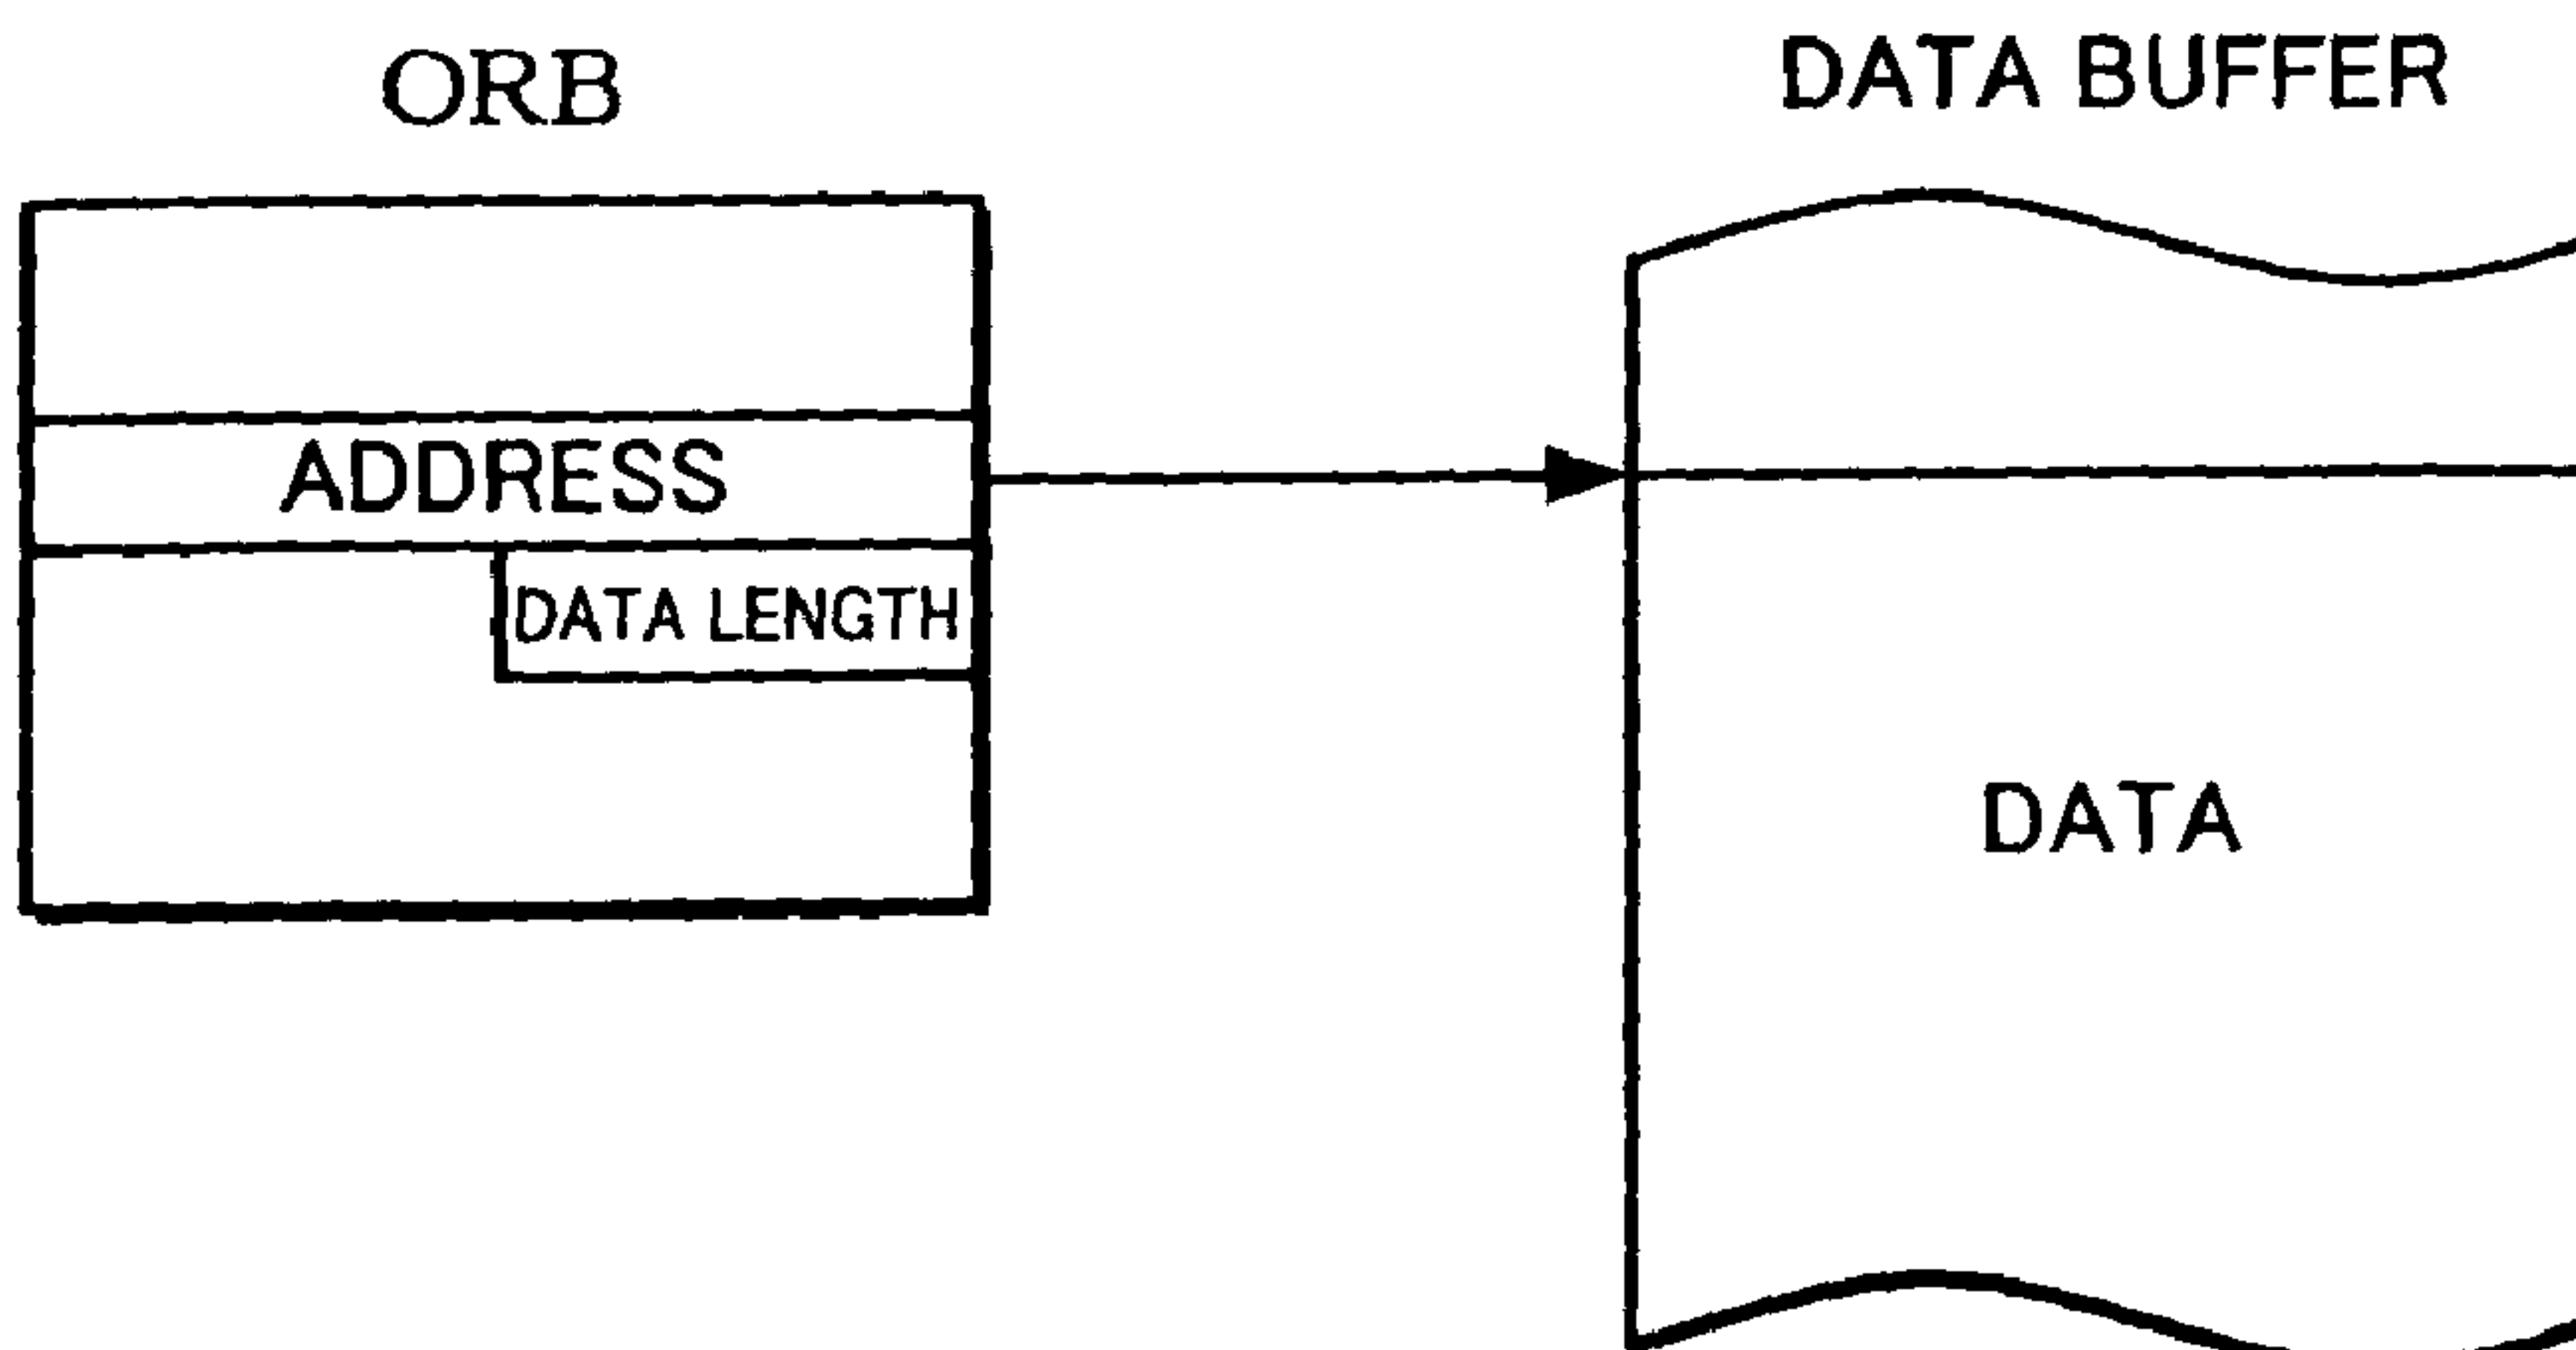 ORB
DATA BUFFER
ADDRESS
DATA LENGTH
DATA